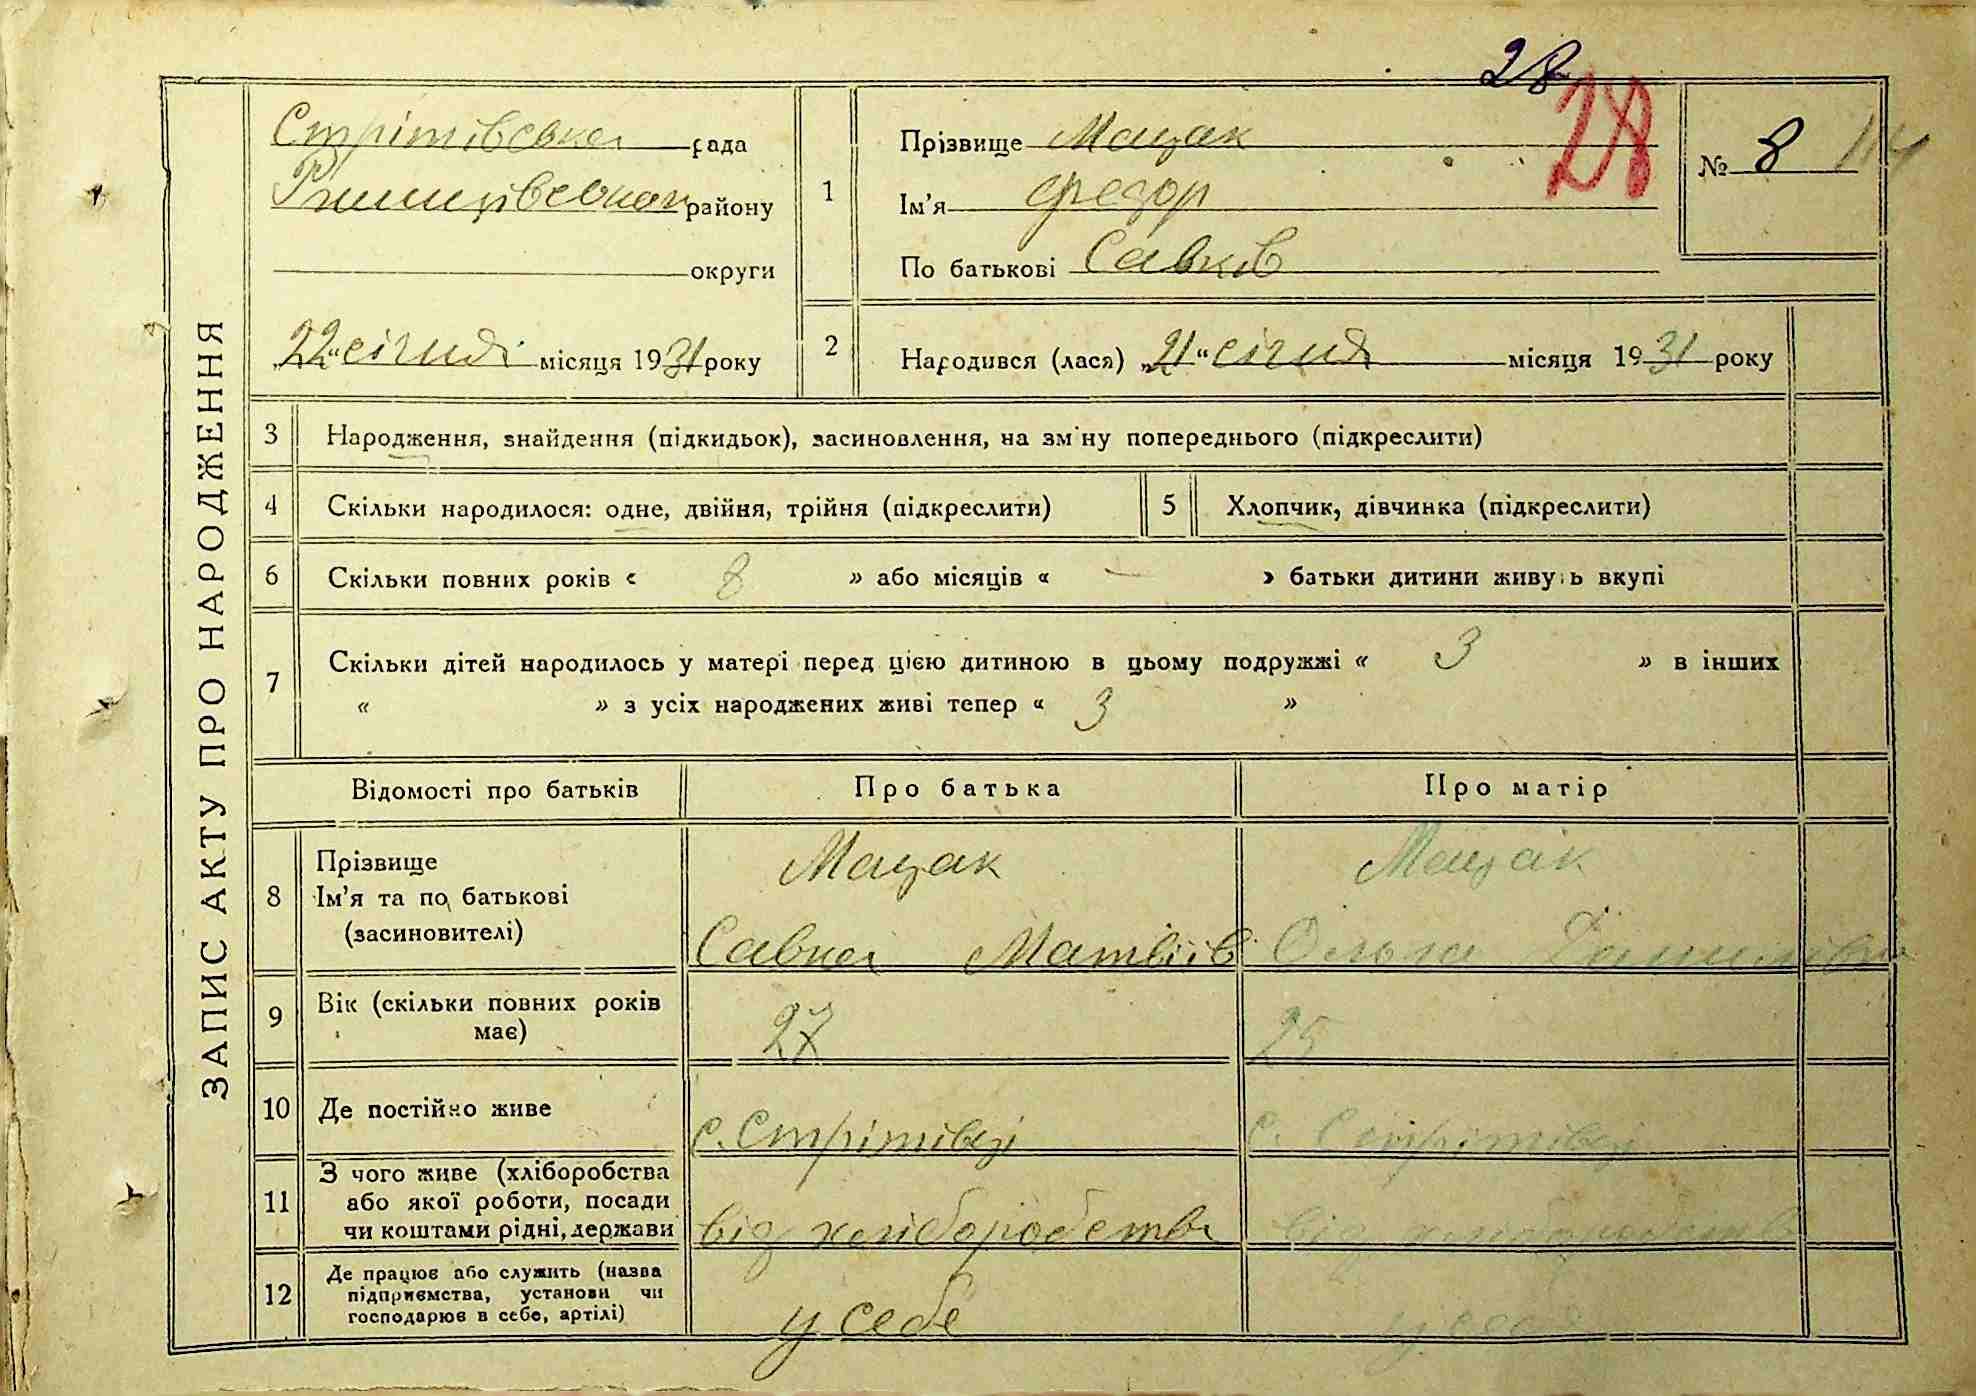 ЗАПИС АКТУ ПРО НАРОДЖЕННЯ
28
28
Стрітівська рада
району
округи
„22“ січня місяця 1931 року
1
Прізвище Мацак
Ім'я Федор
По батькові Савків
№ 8
114
2
Народився (лася) „21“ січня місяця 1931 року
3 Народження, знайдення (підкидьок), засиновлення, на зміну попереднього (підкреслити)
4 Скільки народилося: одне, двійня, трійня (підкреслити)
5 Хлопчик, дівчинка (підкреслити)
6 Скільки повних років « 8 » або місяців « — » батьки дитини живуть вкупі
7 Скільки дітей народилось у матері перед цією дитиною в цьому подружжі « 3 » в інших
« » з усіх народжених живі тепер « 3 »
Відомості про батьків Про батька Про матір
8 Прізвище
Ім'я та по батькові
(засиновителі)
Мацак
Савка Матвіїв
Мацак
Ольга Данилівна
9 Вік (скільки повних років
має)
27 25
10 Де постійно живе с. Стрітівці с. Стрітівці
11 З чого живе (хліборобства
або якої роботи, посади
чи коштами рідні, держави
від хліборобства від хліборобства
12 Де працює або служить (назва
підприємства, установи чи
господарює в себе, артілі)
у себе у себе